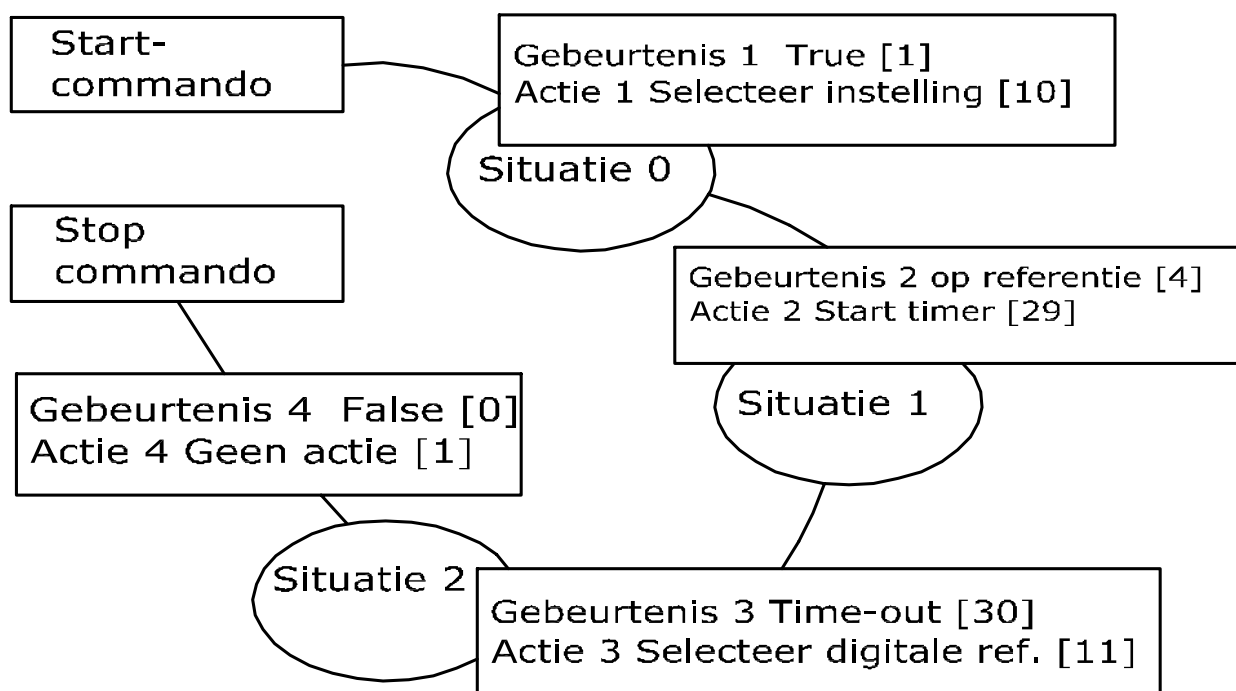 Start-
commando
Gebeurtenis 1 True [1]
Actie 1 Selecteer instelling [10]
Situatie 0
Stop
commando
Gebeurtenis 2 op referentie [4]
Actie 2 Start timer [29]
Situatie 1
Gebeurtenis 4 False [0]
Actie 4 Geen actie [1]
Situatie 2
Gebeurtenis 3 Time-out [30]
Actie 3 Selecteer digitale ref. [11]